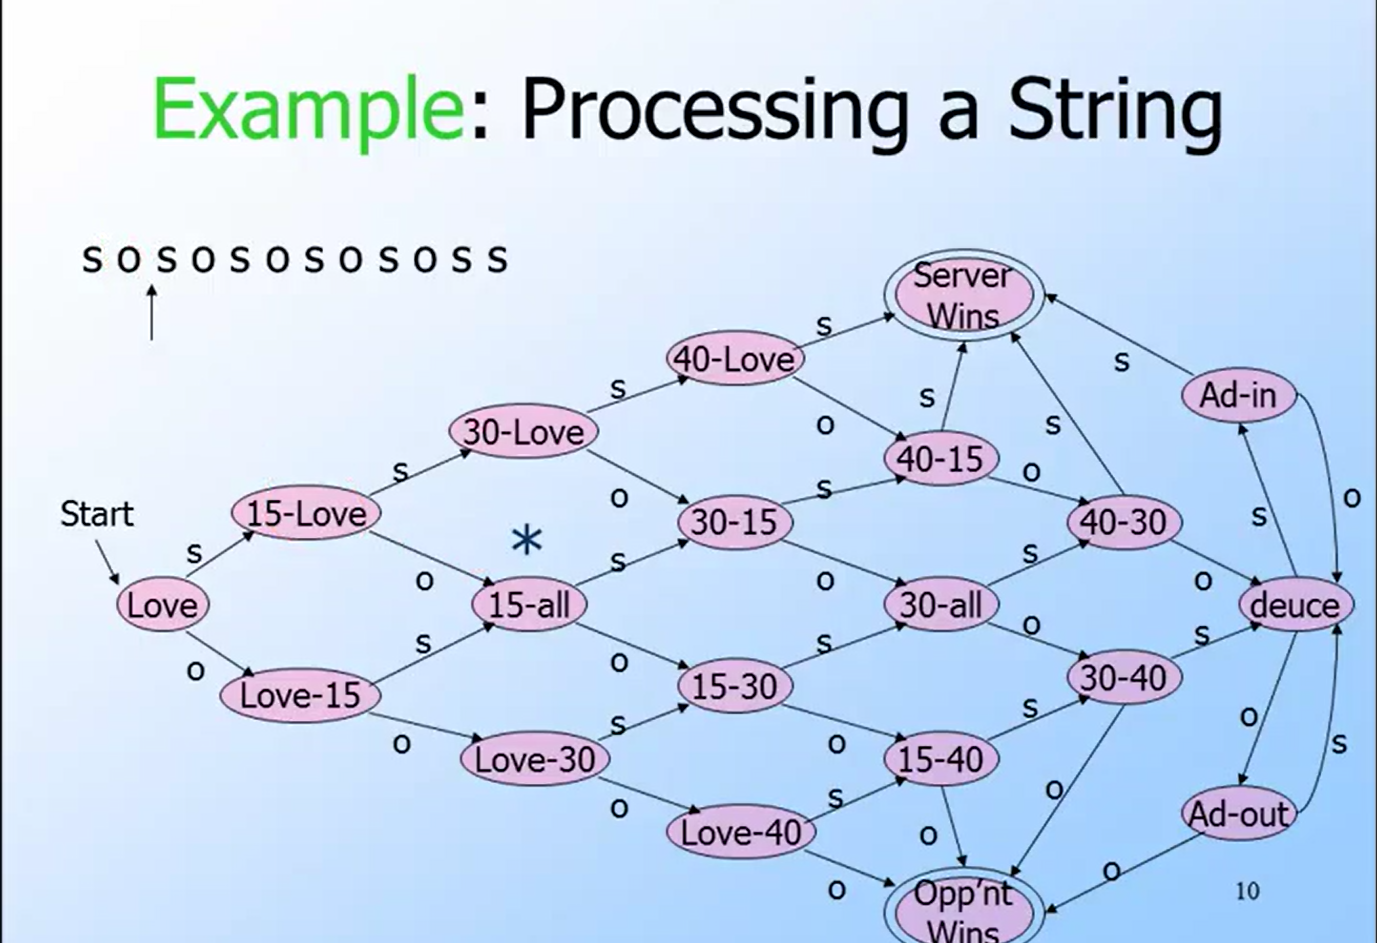 Example: Processing a String
s o s o s o s o s o s s
Server
Wins
s
40-Love
s
s
Ad-in
30-Love
s
o
s
s
40-15
s
o
Start
15-Love
o
30-15
s
40-30
s
o
s
*
s
s
Love
o
15-all
o
30-all
o
deuce
s
s
o
s
o
o
Love-15
o
15-30
30-40
s
o
s
o
s
Love-30
o
15-40
s
o
s
o
Ad-out
Love-40
o
o
o
Opp'nt
Wins
10